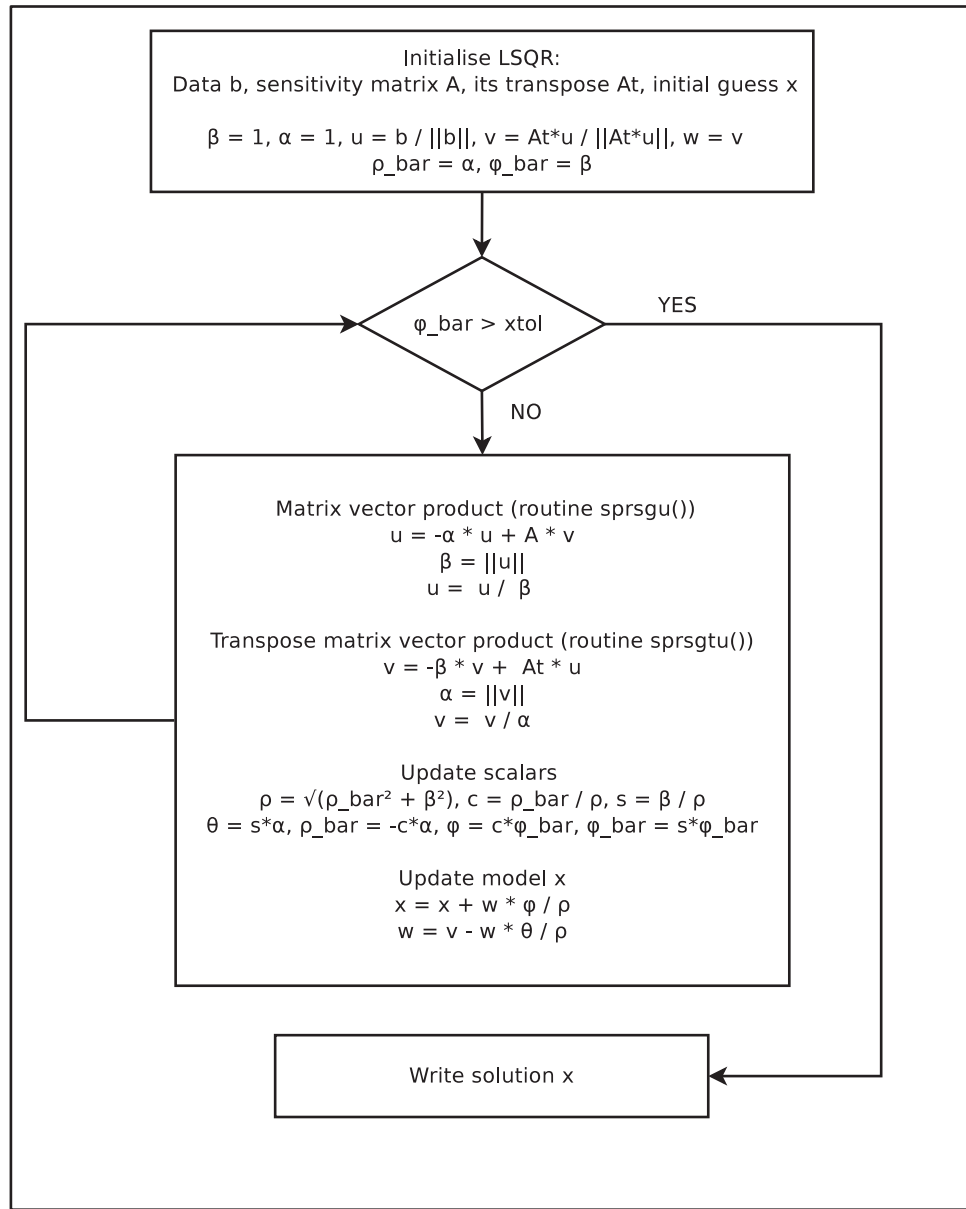 Initialise LSQR:
Data b, sensitivity matrix A, its transpose At, initial guess x
β = 1, α = 1, u = b / ||b||, v = At*u / ||At*u||, w = v
ρ_bar = α, φ_bar = β
φ_bar > xtol
YES
NO
Matrix vector product (routine sprsgu())
u = -α * u + A * v
β = ||u||
u =  u /  β
Transpose matrix vector product (routine sprsgtu())
v = -β * v +  At * u
α = ||v||
v =  v / α
Update scalars
ρ = √(ρ_bar² + β²), c = ρ_bar / ρ, s = β / ρ
θ = s*α, ρ_bar = -c*α, φ = c*φ_bar, φ_bar = s*φ_bar
Update model x
x = x + w * φ / ρ
w = v - w * θ / ρ
Write solution x